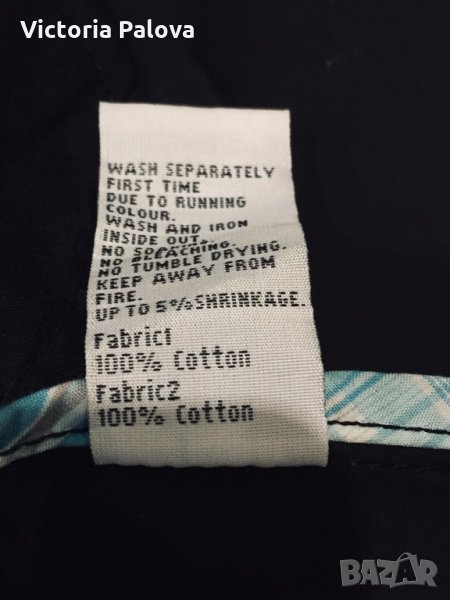 Victoria Palova
WASH SEPARATELY
FIRST TIME
DUE TO RUNNING
COLOUR.
WASH AND IRON
INSIDE OUT.
NO BLEACHING.
NO TUMBLE DRYING.
KEEP AWAY FROM
FIRE.
UP TO 5% SHRINKAGE.
Fabric1
100% Cotton
Fabric2
100% Cotton
BAZAR